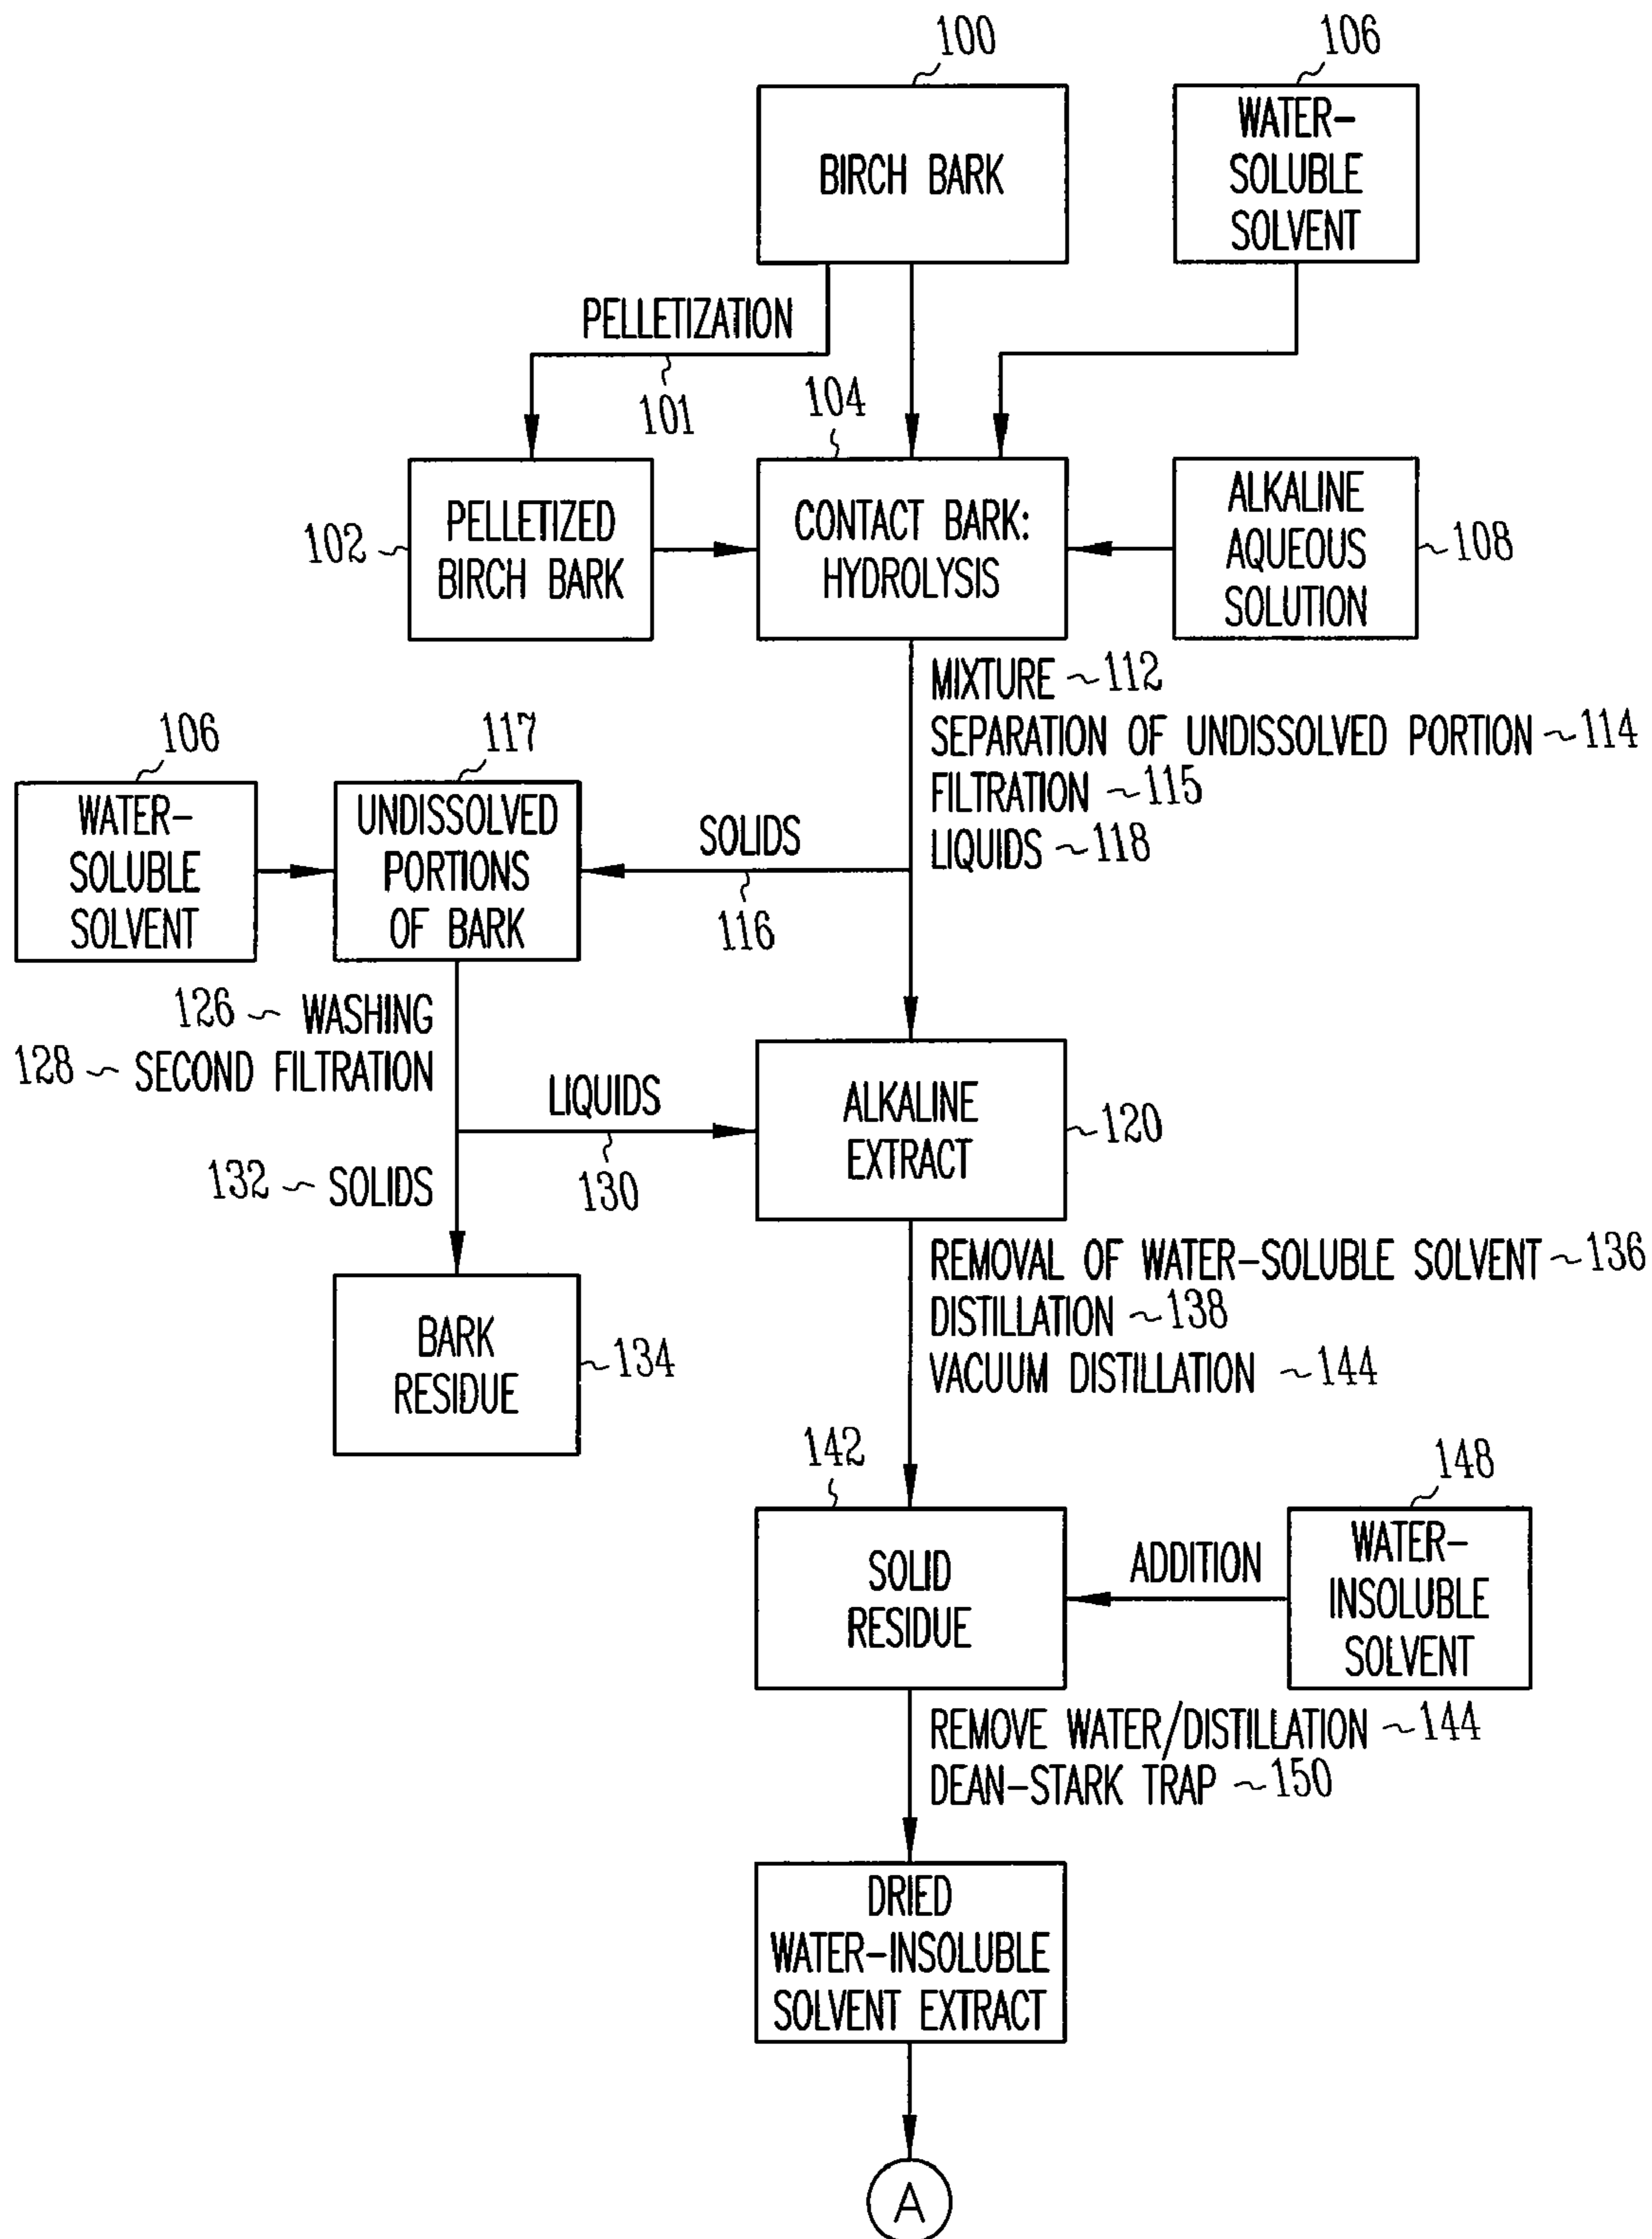 100
106
BIRCH BARK
WATER-
SOLUBLE
SOLVENT
PELLETIZATION
101
104
102
PELLETIZED
BIRCH BARK
CONTACT BARK:
HYDROLYSIS
ALKALINE
AQUEOUS
SOLUTION
108
MIXTURE 112
SEPARATION OF UNDISSOLVED PORTION 114
FILTRATION 115
LIQUIDS 118
106
117
WATER-
SOLUBLE
SOLVENT
UNDISSOLVED
PORTIONS
OF BARK
SOLIDS
116
126 WASHING
128 SECOND FILTRATION
LIQUIDS
130
132 SOLIDS
ALKALINE
EXTRACT
120
BARK
RESIDUE
134
REMOVAL OF WATER-SOLUBLE SOLVENT 136
DISTILLATION 138
VACUUM DISTILLATION 144
142
148
SOLID
RESIDUE
ADDITION
WATER-
INSOLUBLE
SOLVENT
REMOVE WATER/DISTILLATION 144
DEAN-STARK TRAP 150
DRIED
WATER-INSOLUBLE
SOLVENT EXTRACT
A